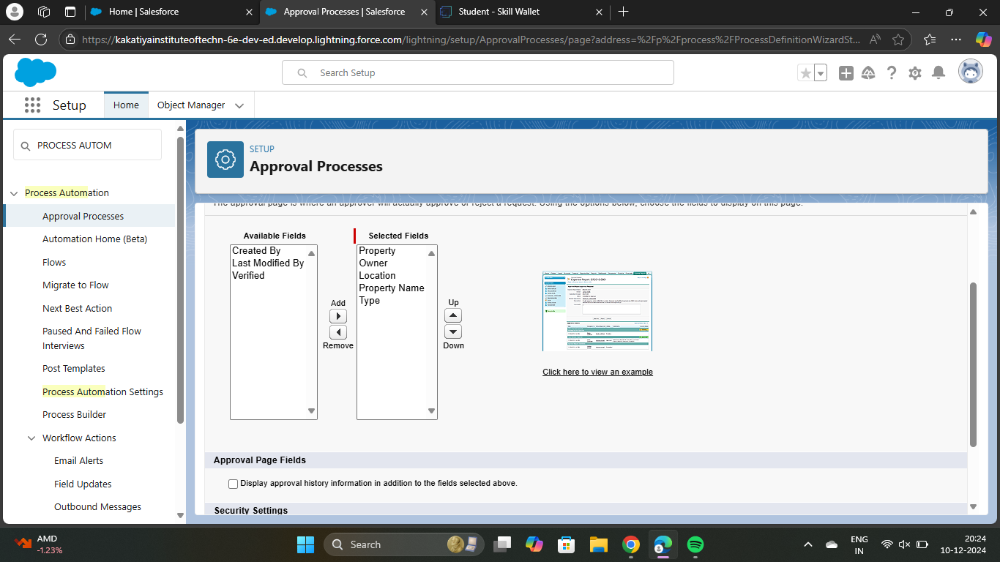 Home | Salesforce
Approval Processes | Salesforce
Student - Skill Wallet
https://kakatiyainstituteoftechn-6e-dev-ed.develop.lightning.force.com/lightning/setup/ApprovalProcesses/page?address=%2Fp%2Fprocess%2FProcessDefinitionWizardSt...
Search Setup
Setup
Home
Object Manager
PROCESS AUTOM
Process Automation
Approval Processes
Automation Home (Beta)
Flows
Migrate to Flow
Next Best Action
Paused And Failed Flow
Interviews
Post Templates
Process Automation Settings
Process Builder
Workflow Actions
Email Alerts
Field Updates
Outbound Messages
SETUP
Approval Processes
The approval page is where an approver will actually approve or reject a request. Using the options below, choose the fields to display on this page.
Available Fields
Created By
Last Modified By
Verified
Add
Remove
Selected Fields
Property
Owner
Location
Property Name
Type
Up
Down
Click here to view an example
Approval Page Fields
Display approval history information in addition to the fields selected above.
Security Settings
AMD
-1.23%
Search
ENG
IN
20:24
10-12-2024